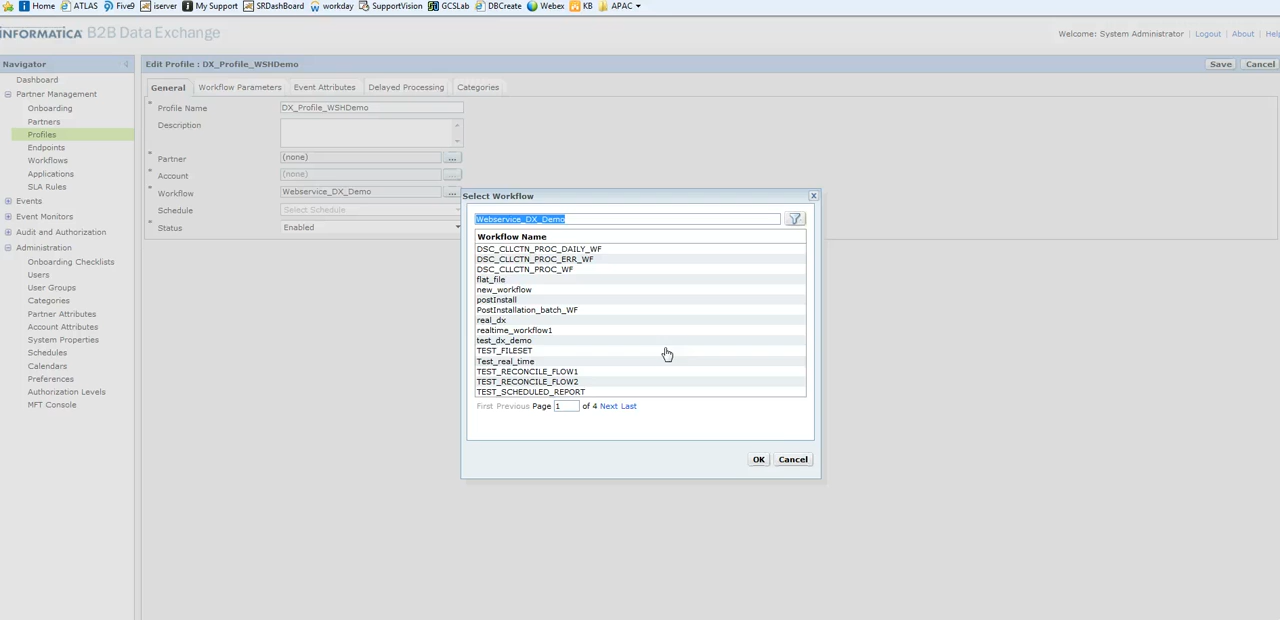 Home ATLAS Five9 iserver My Support SRDashBoard workday SupportVision GCSLab DBCreate Webex KB APAC
INFORMATICA B2B Data Exchange
Welcome: System Administrator | Logout | About | Help
Navigator
Edit Profile : DX_Profile_WSHDemo
Save Cancel
Dashboard
Partner Management
Onboarding
Partners
Profiles
Endpoints
Workflows
Applications
SLA Rules
Events
Event Monitors
Audit and Authorization
Administration
Onboarding Checklists
Users
User Groups
Categories
Partner Attributes
Account Attributes
System Properties
Schedules
Calendars
Preferences
Authorization Levels
MFT Console
General Workflow Parameters Event Attributes Delayed Processing Categories
* Profile Name DX_Profile_WSHDemo
Description
* Partner (none) ...
* Account (none) ...
* Workflow Webservice_DX_Demo ...
Schedule Select Schedule
* Status Enabled
Select Workflow
Webservice_DX_Demo
Workflow Name
DSC_CLLCTN_PROC_DAILY_WF
DSC_CLLCTN_PROC_ERR_WF
DSC_CLLCTN_PROC_WF
flat_file
new_workflow
postInstall
PostInstallation_batch_WF
real_dx
realtime_workflow1
test_dx_demo
TEST_FILESET
Test_real_time
TEST_RECONCILE_FLOW1
TEST_RECONCILE_FLOW2
TEST_SCHEDULED_REPORT
First Previous Page 1 of 4 Next Last
OK Cancel